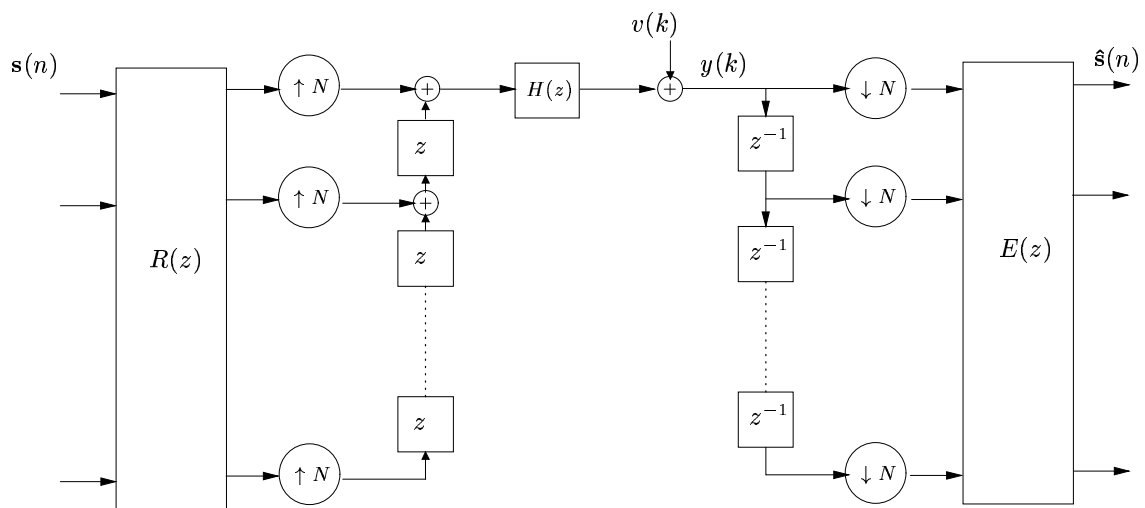 v(k)
s(n)
↑ N
+
H(z)
+
y(k)
↓ N
ŝ(n)
z
z⁻¹
↑ N
+
↓ N
R(z)
z
z⁻¹
E(z)
z
z⁻¹
↑ N
↓ N